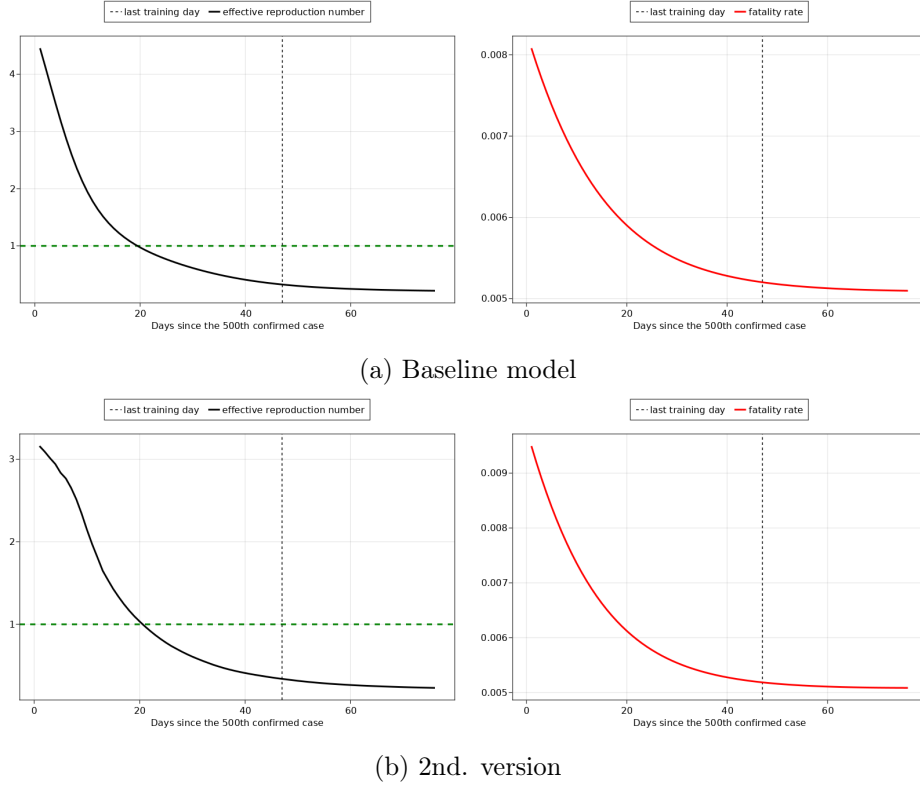 last training day effective reproduction number
last training day fatality rate
4
3
2
1
0 20 40 60
Days since the 500th confirmed case
0.008
0.007
0.006
0.005
0 20 40 60
Days since the 500th confirmed case
(a) Baseline model
last training day effective reproduction number
last training day fatality rate
3
2
1
0 20 40 60
Days since the 500th confirmed case
0.009
0.008
0.007
0.006
0.005
0 20 40 60
Days since the 500th confirmed case
(b) 2nd. version